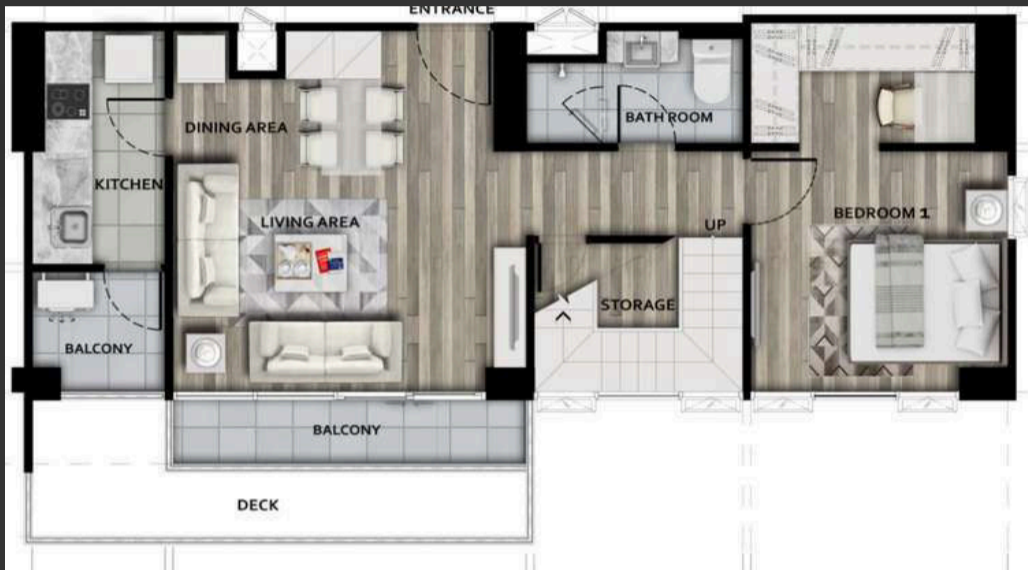 ENTRANCE
BATH ROOM
DINING AREA
KITCHEN
LIVING AREA
UP
BEDROOM 1
STORAGE
BALCONY
BALCONY
DECK